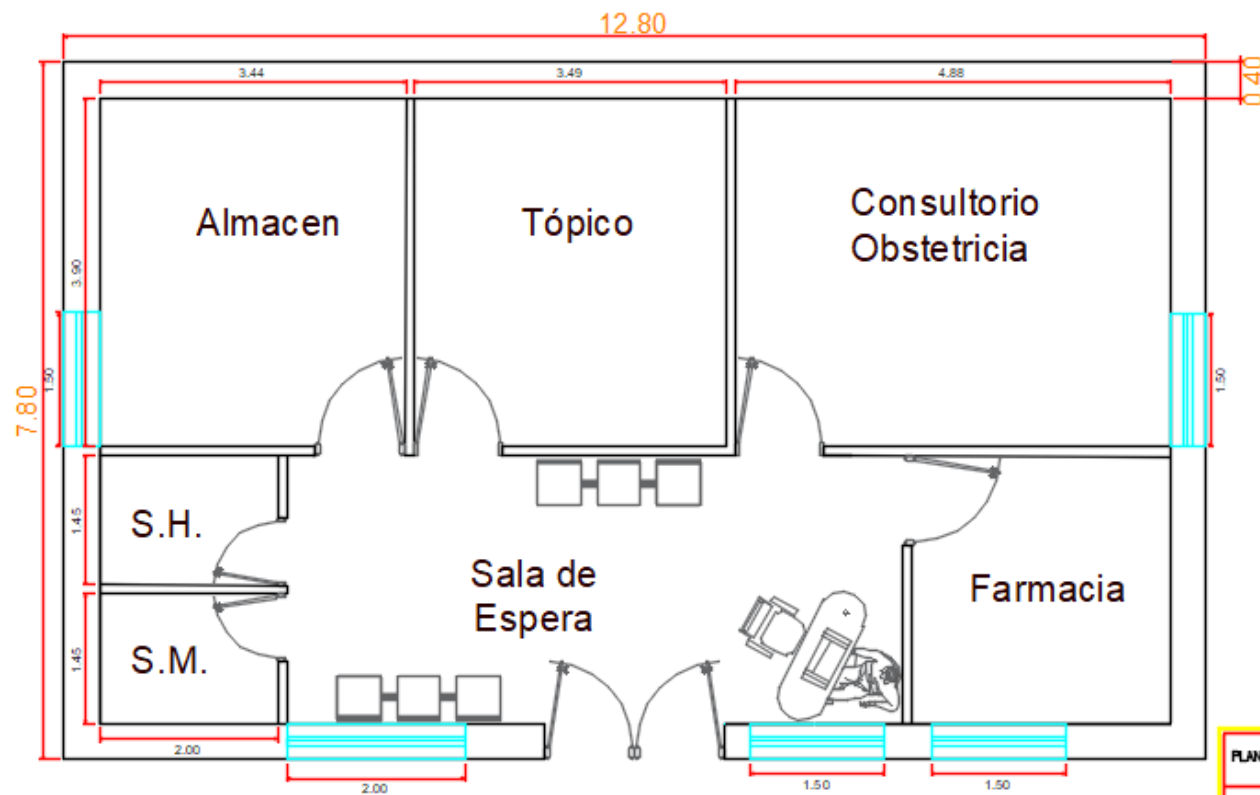 12.80
3.44
3.49
4.88
0.40
Almacen
Tópico
Consultorio
Obstetricia
3.90
1.50
1.50
7.80
1.45
S.H.
Sala de
Espera
Farmacia
1.45
S.M.
2.00
2.00
1.50
1.50
PLAN